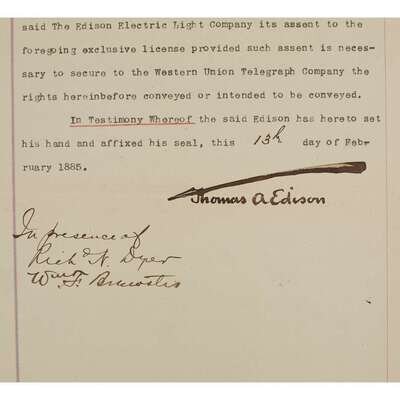 said The Edison Electric Light Company its assent to the
foregoing exclusive license provided such assent is neces-
sary to secure to the Western Union Telegraph Company the
rights hereinbefore conveyed or intended to be conveyed.
In Testimony Whereof the said Edison has hereto set
his hand and affixed his seal, this 13th day of Feb-
ruary 1885.
Thomas A Edison
In presence of
Richd N. Dyer
Wm F. Brewster